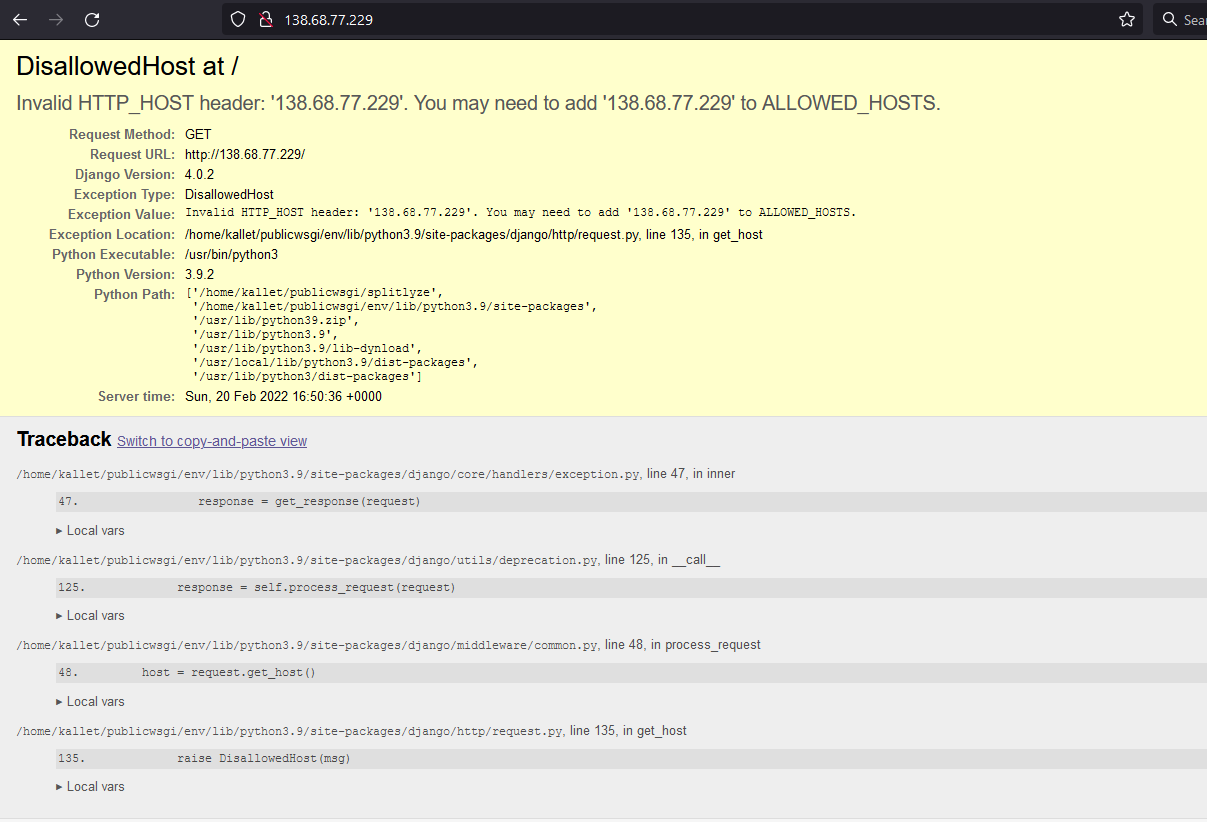 138.68.77.229
DisallowedHost at /
Invalid HTTP_HOST header: '138.68.77.229'. You may need to add '138.68.77.229' to ALLOWED_HOSTS.
Request Method: GET
Request URL: http://138.68.77.229/
Django Version: 4.0.2
Exception Type: DisallowedHost
Exception Value: Invalid HTTP_HOST header: '138.68.77.229'. You may need to add '138.68.77.229' to ALLOWED_HOSTS.
Exception Location: /home/kallet/publicwsgi/env/lib/python3.9/site-packages/django/http/request.py, line 135, in get_host
Python Executable: /usr/bin/python3
Python Version: 3.9.2
Python Path: ['/home/kallet/publicwsgi/splitlyze',
'/home/kallet/publicwsgi/env/lib/python3.9/site-packages',
'/usr/lib/python39.zip',
'/usr/lib/python3.9',
'/usr/lib/python3.9/lib-dynload',
'/usr/local/lib/python3.9/dist-packages',
'/usr/lib/python3/dist-packages']
Server time: Sun, 20 Feb 2022 16:50:36 +0000
Traceback Switch to copy-and-paste view
/home/kallet/publicwsgi/env/lib/python3.9/site-packages/django/core/handlers/exception.py, line 47, in inner
47. response = get_response(request)
▸ Local vars
/home/kallet/publicwsgi/env/lib/python3.9/site-packages/django/utils/deprecation.py, line 125, in __call__
125. response = self.process_request(request)
▸ Local vars
/home/kallet/publicwsgi/env/lib/python3.9/site-packages/django/middleware/common.py, line 48, in process_request
48. host = request.get_host()
▸ Local vars
/home/kallet/publicwsgi/env/lib/python3.9/site-packages/django/http/request.py, line 135, in get_host
135. raise DisallowedHost(msg)
▸ Local vars